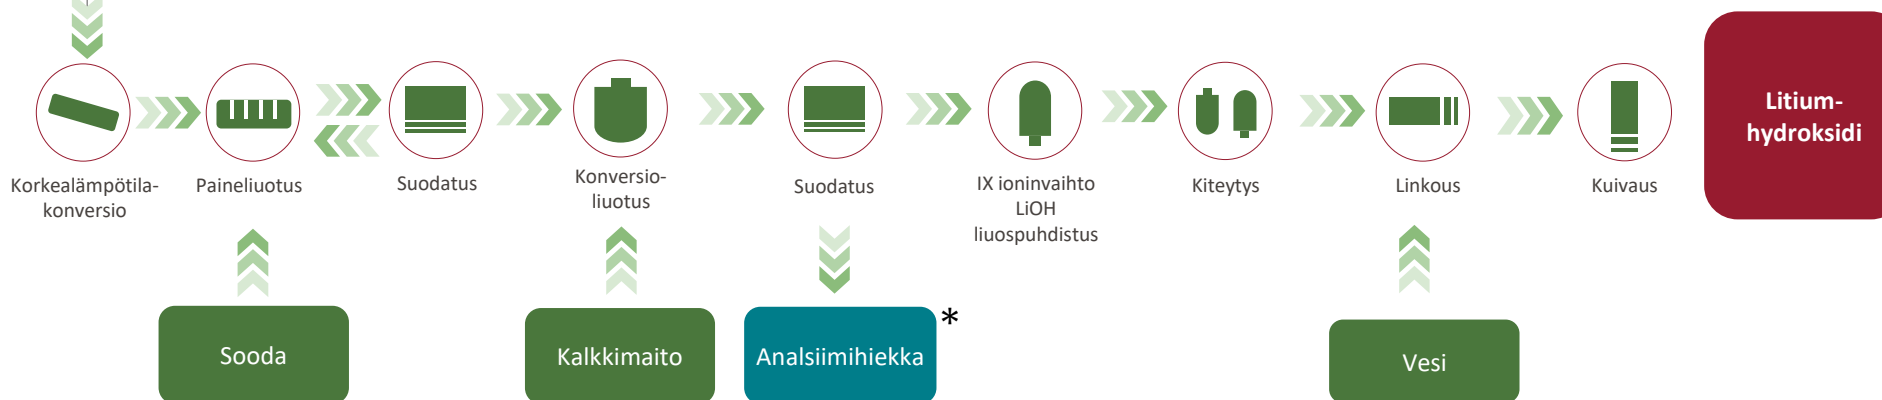 Korkealämpötila-
konversio
Paineliuotus
Suodatus
Konversio-
liuotus
Suodatus
IX ioninvaihto
LiOH
liuospuhdistus
Kiteytys
Linkous
Kuivaus
Litium-
hydroksidi
Sooda
Kalkkimaito
Analsiimihiekka
*
Vesi